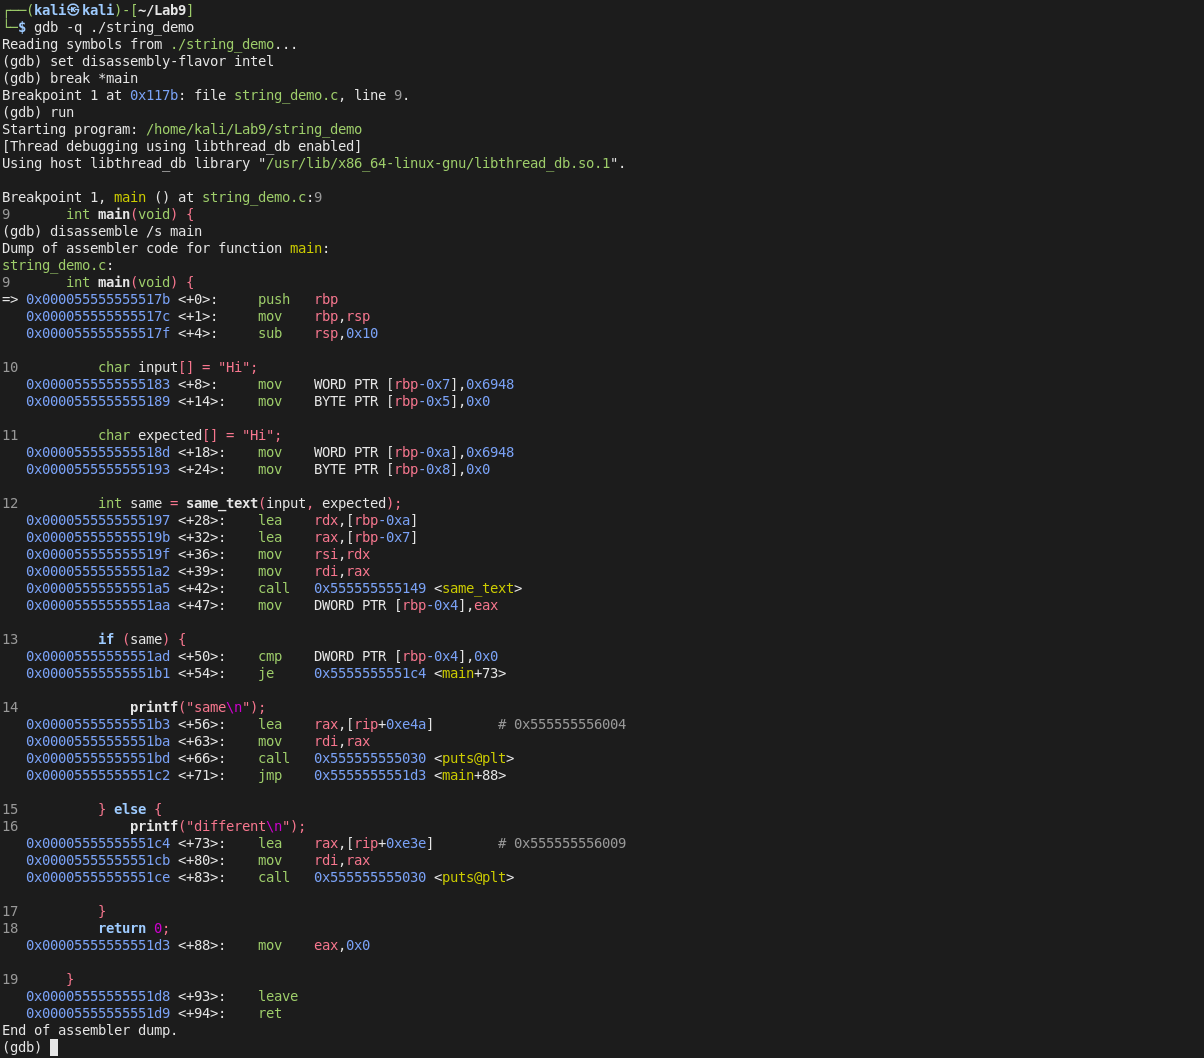 ┌──(kali㉿kali)-[~/Lab9]
└─$ gdb -q ./string_demo
Reading symbols from ./string_demo...
(gdb) set disassembly-flavor intel
(gdb) break *main
Breakpoint 1 at 0x117b: file string_demo.c, line 9.
(gdb) run
Starting program: /home/kali/Lab9/string_demo
[Thread debugging using libthread_db enabled]
Using host libthread_db library "/usr/lib/x86_64-linux-gnu/libthread_db.so.1".

Breakpoint 1, main () at string_demo.c:9
9       int main(void) {
(gdb) disassemble /s main
Dump of assembler code for function main:
string_demo.c:
9       int main(void) {
=> 0x000055555555517b <+0>:     push   rbp
   0x000055555555517c <+1>:     mov    rbp,rsp
   0x000055555555517f <+4>:     sub    rsp,0x10

10          char input[] = "Hi";
   0x0000555555555183 <+8>:     mov    WORD PTR [rbp-0x7],0x6948
   0x0000555555555189 <+14>:    mov    BYTE PTR [rbp-0x5],0x0

11          char expected[] = "Hi";
   0x000055555555518d <+18>:    mov    WORD PTR [rbp-0xa],0x6948
   0x0000555555555193 <+24>:    mov    BYTE PTR [rbp-0x8],0x0

12          int same = same_text(input, expected);
   0x0000555555555197 <+28>:    lea    rdx,[rbp-0xa]
   0x000055555555519b <+32>:    lea    rax,[rbp-0x7]
   0x000055555555519f <+36>:    mov    rsi,rdx
   0x00005555555551a2 <+39>:    mov    rdi,rax
   0x00005555555551a5 <+42>:    call   0x555555555149 <same_text>
   0x00005555555551aa <+47>:    mov    DWORD PTR [rbp-0x4],eax

13          if (same) {
   0x00005555555551ad <+50>:    cmp    DWORD PTR [rbp-0x4],0x0
   0x00005555555551b1 <+54>:    je     0x5555555551c4 <main+73>

14              printf("same\n");
   0x00005555555551b3 <+56>:    lea    rax,[rip+0xe4a]        # 0x555555556004
   0x00005555555551ba <+63>:    mov    rdi,rax
   0x00005555555551bd <+66>:    call   0x555555555030 <puts@plt>
   0x00005555555551c2 <+71>:    jmp    0x5555555551d3 <main+88>

15          } else {
16              printf("different\n");
   0x00005555555551c4 <+73>:    lea    rax,[rip+0xe3e]        # 0x555555556009
   0x00005555555551cb <+80>:    mov    rdi,rax
   0x00005555555551ce <+83>:    call   0x555555555030 <puts@plt>

17          }
18          return 0;
   0x00005555555551d3 <+88>:    mov    eax,0x0

19      }
   0x00005555555551d8 <+93>:    leave
   0x00005555555551d9 <+94>:    ret
End of assembler dump.
(gdb)